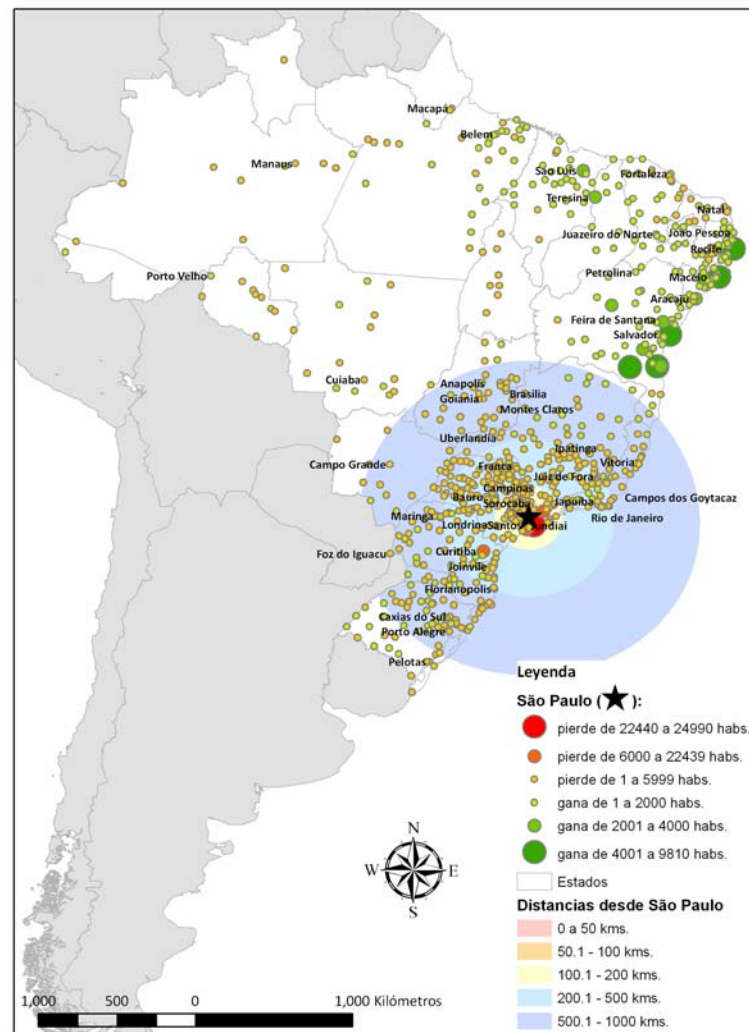 Macapá
Belem
Manaus
São Luis
Fortaleza
Teresina
Natal
Juazeiro do Norte
João Pessoa
Recife
Porto Velho
Petrolina
Maceio
Aracajú
Feira de Santana
Salvador
Cuiaba
Anapolis
Brasilia
Goiania
Montes Claros
Uberlandia
Ipatinga
Campo Grande
Franca
Juiz de Fora
Vitoria
Campinas
Bauro
Sorocaba
Japuiba
Campos dos Goytacaz
Maringa
Londrina
Santos
Jundiai
Rio de Janeiro
Foz do Iguacu
Curitiba
Joinvile
Florianopolis
Caxias do Sul
Porto Alegre
Pelotas
Leyenda
São Paulo (★):
pierde de 22440 a 24990 habs.
pierde de 6000 a 22439 habs.
pierde de 1 a 5999 habs.
gana de 1 a 2000 habs.
gana de 2001 a 4000 habs.
gana de 4001 a 9810 habs.
Estados
Distancias desde São Paulo
0 a 50 kms.
50.1 - 100 kms.
100.1 - 200 kms.
200.1 - 500 kms.
500.1 - 1000 kms.
N
W E
S
1,000 500 0 1,000 Kilómetros